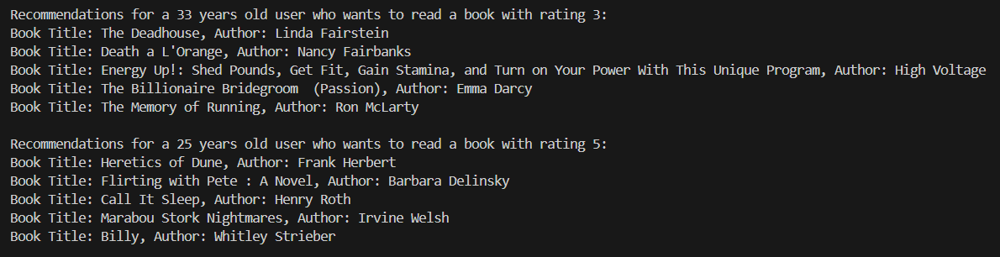 Recommendations for a 33 years old user who wants to read a book with rating 3:
Book Title: The Deadhouse, Author: Linda Fairstein
Book Title: Death a L'Orange, Author: Nancy Fairbanks
Book Title: Energy Up!: Shed Pounds, Get Fit, Gain Stamina, and Turn on Your Power With This Unique Program, Author: High Voltage
Book Title: The Billionaire Bridegroom  (Passion), Author: Emma Darcy
Book Title: The Memory of Running, Author: Ron McLarty

Recommendations for a 25 years old user who wants to read a book with rating 5:
Book Title: Heretics of Dune, Author: Frank Herbert
Book Title: Flirting with Pete : A Novel, Author: Barbara Delinsky
Book Title: Call It Sleep, Author: Henry Roth
Book Title: Marabou Stork Nightmares, Author: Irvine Welsh
Book Title: Billy, Author: Whitley Strieber